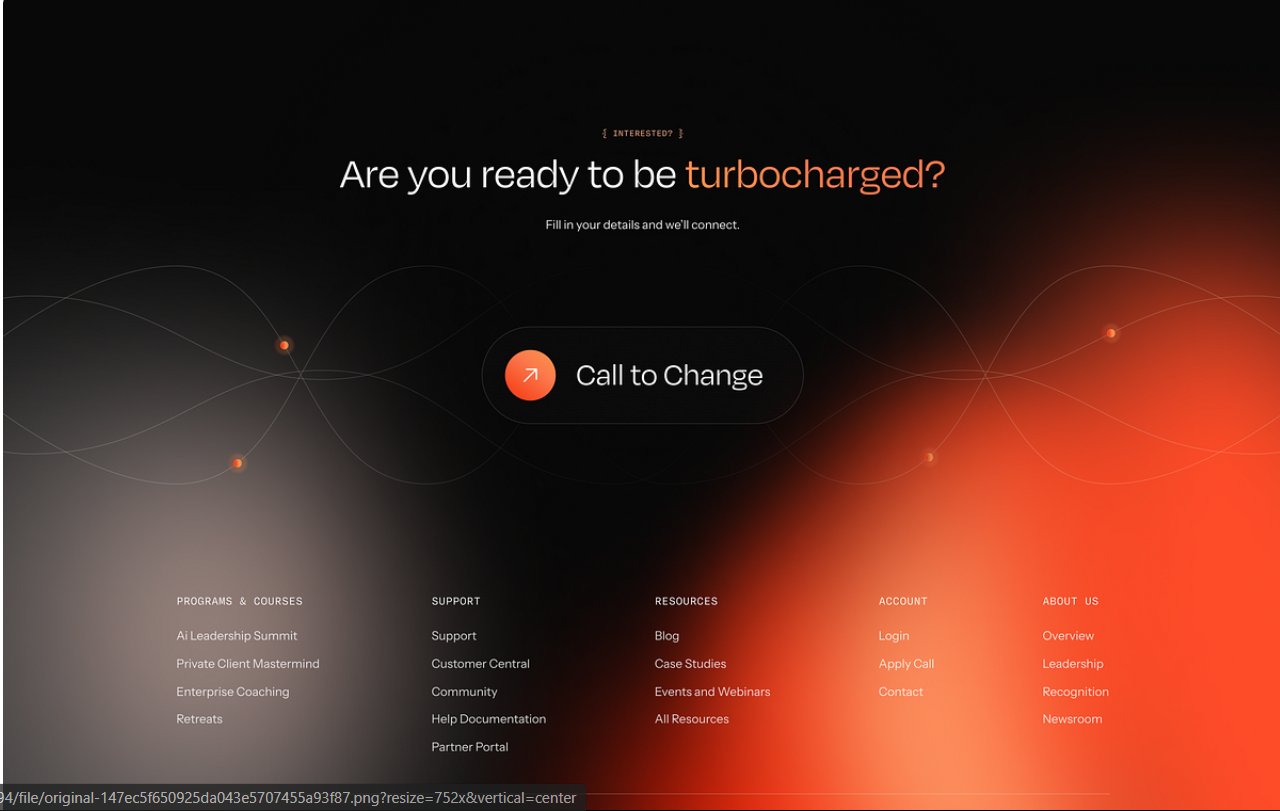 { INTERESTED? }
Are you ready to be turbocharged?
Fill in your details and we'll connect.
Call to Change
PROGRAMS & COURSES
Ai Leadership Summit
Private Client Mastermind
Enterprise Coaching
Retreats
SUPPORT
Support
Customer Central
Community
Help Documentation
Partner Portal
RESOURCES
Blog
Case Studies
Events and Webinars
All Resources
ACCOUNT
Login
Apply Call
Contact
ABOUT US
Overview
Leadership
Recognition
Newsroom
94/file/original-147ec5f650925da043e5707455a93f87.png?resize=752x&vertical=center